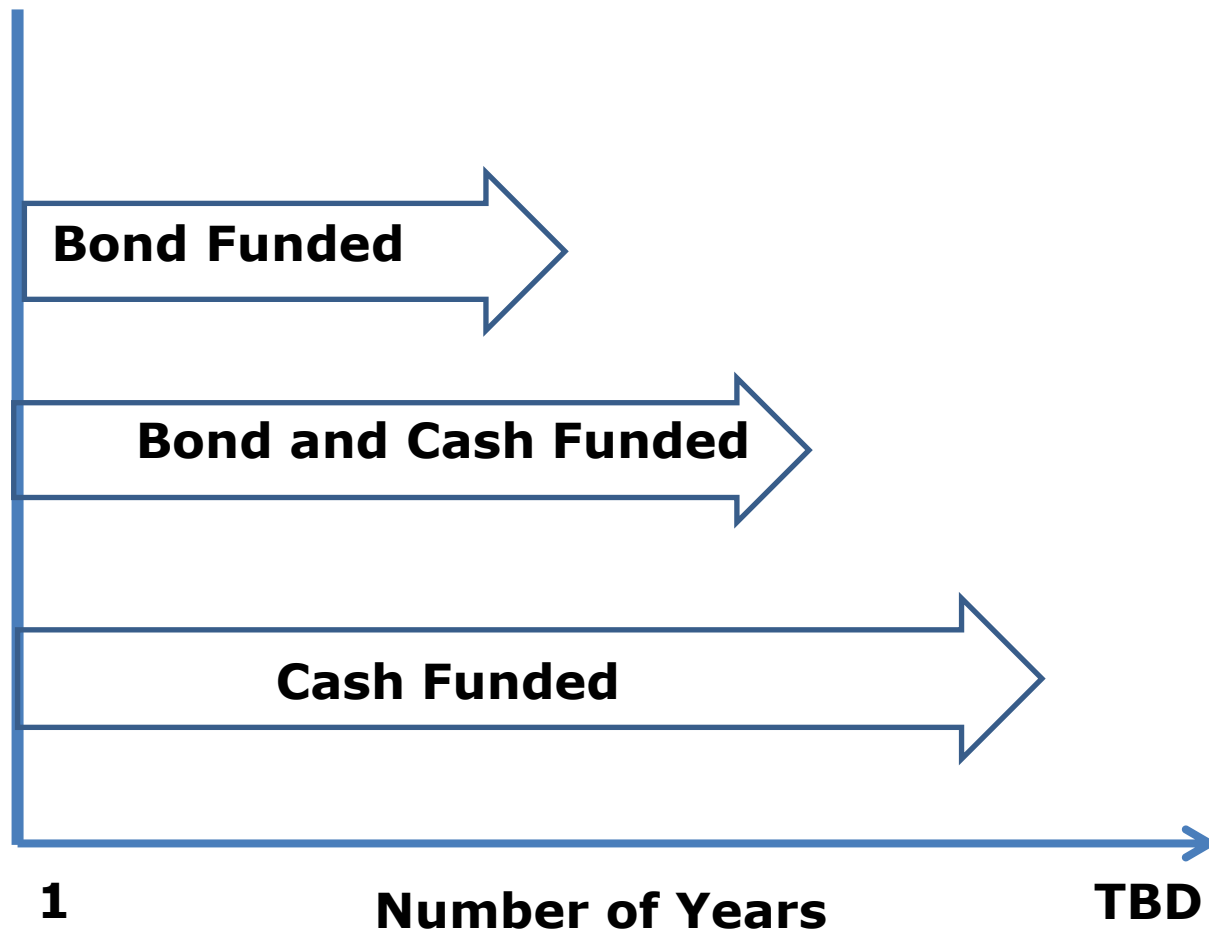 Bond Funded
Bond and Cash Funded
Cash Funded
1
Number of Years
TBD